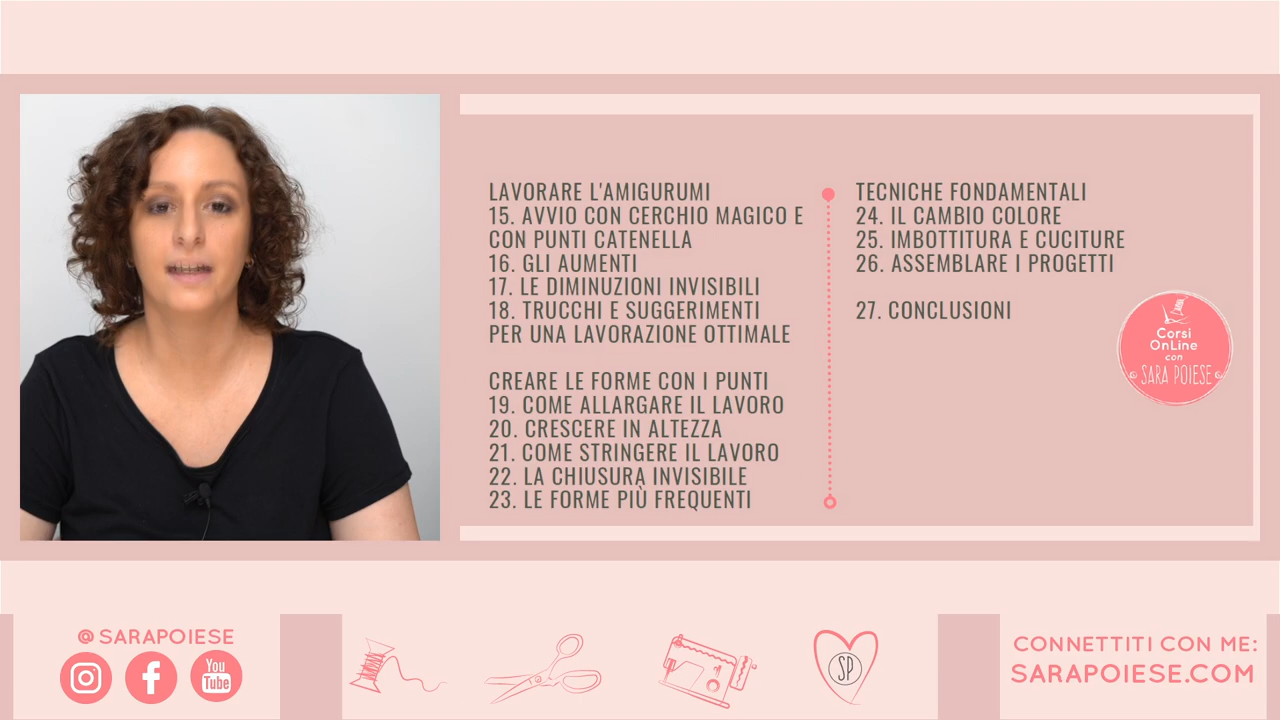 LAVORARE L'AMIGURUMI
15. AVVIO CON CERCHIO MAGICO E
CON PUNTI CATENELLA
16. GLI AUMENTI
17. LE DIMINUZIONI INVISIBILI
18. TRUCCHI E SUGGERIMENTI
PER UNA LAVORAZIONE OTTIMALE
CREARE LE FORME CON I PUNTI
19. COME ALLARGARE IL LAVORO
20. CRESCERE IN ALTEZZA
21. COME STRINGERE IL LAVORO
22. LA CHIUSURA INVISIBILE
23. LE FORME PIÙ FREQUENTI
TECNICHE FONDAMENTALI
24. IL CAMBIO COLORE
25. IMBOTTITURA E CUCITURE
26. ASSEMBLARE I PROGETTI
27. CONCLUSIONI
Corsi
OnLine
con
SARA POIESE
@SARAPOIESE
You
Tube
SP
CONNETTITI CON ME:
SARAPOIESE.COM